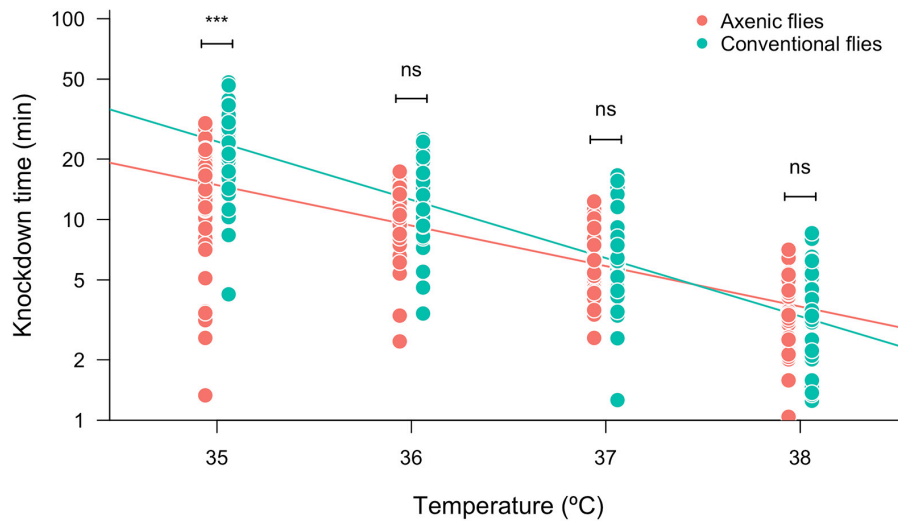 100
50
20
10
5
2
1
Knockdown time (min)
***
ns
ns
ns
Axenic flies
Conventional flies
35
36
37
38
Temperature (ºC)